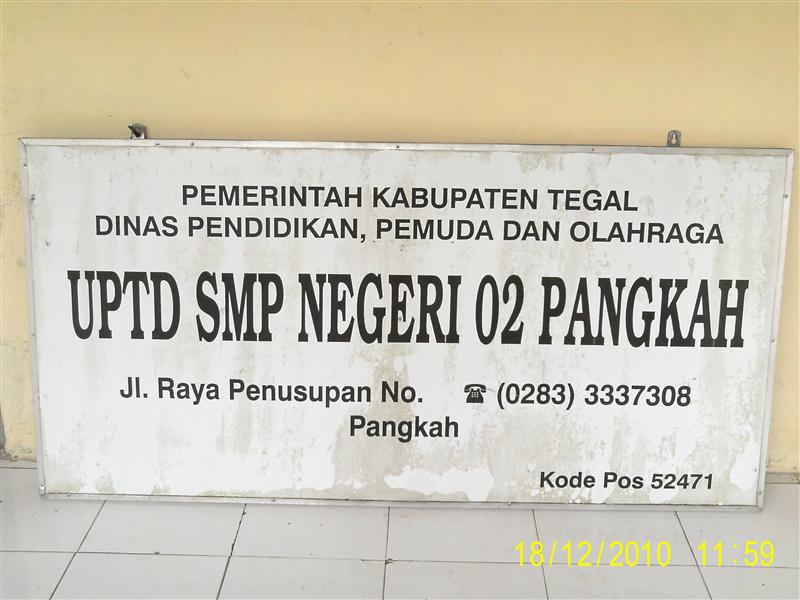 PEMERINTAH KABUPATEN TEGAL
DINAS PENDIDIKAN, PEMUDA DAN OLAHRAGA
UPTD SMP NEGERI 02 PANGKAH
Jl. Raya Penusupan No. ☎ (0283) 3337308
Pangkah
Kode Pos 52471
18/12/2010 11:59